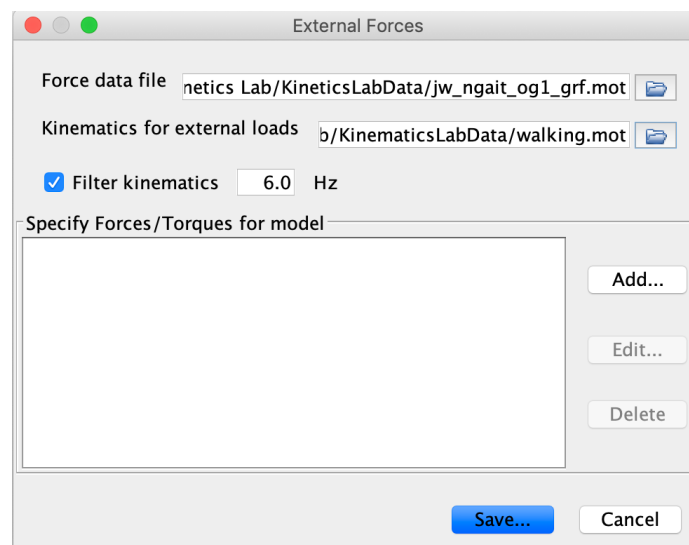 External Forces
Force data file netics Lab/KineticsLabData/jw_ngait_og1_grf.mot
Kinematics for external loads b/KinematicsLabData/walking.mot
Filter kinematics 6.0 Hz
Specify Forces/Torques for model
Add...
Edit...
Delete
Save... Cancel